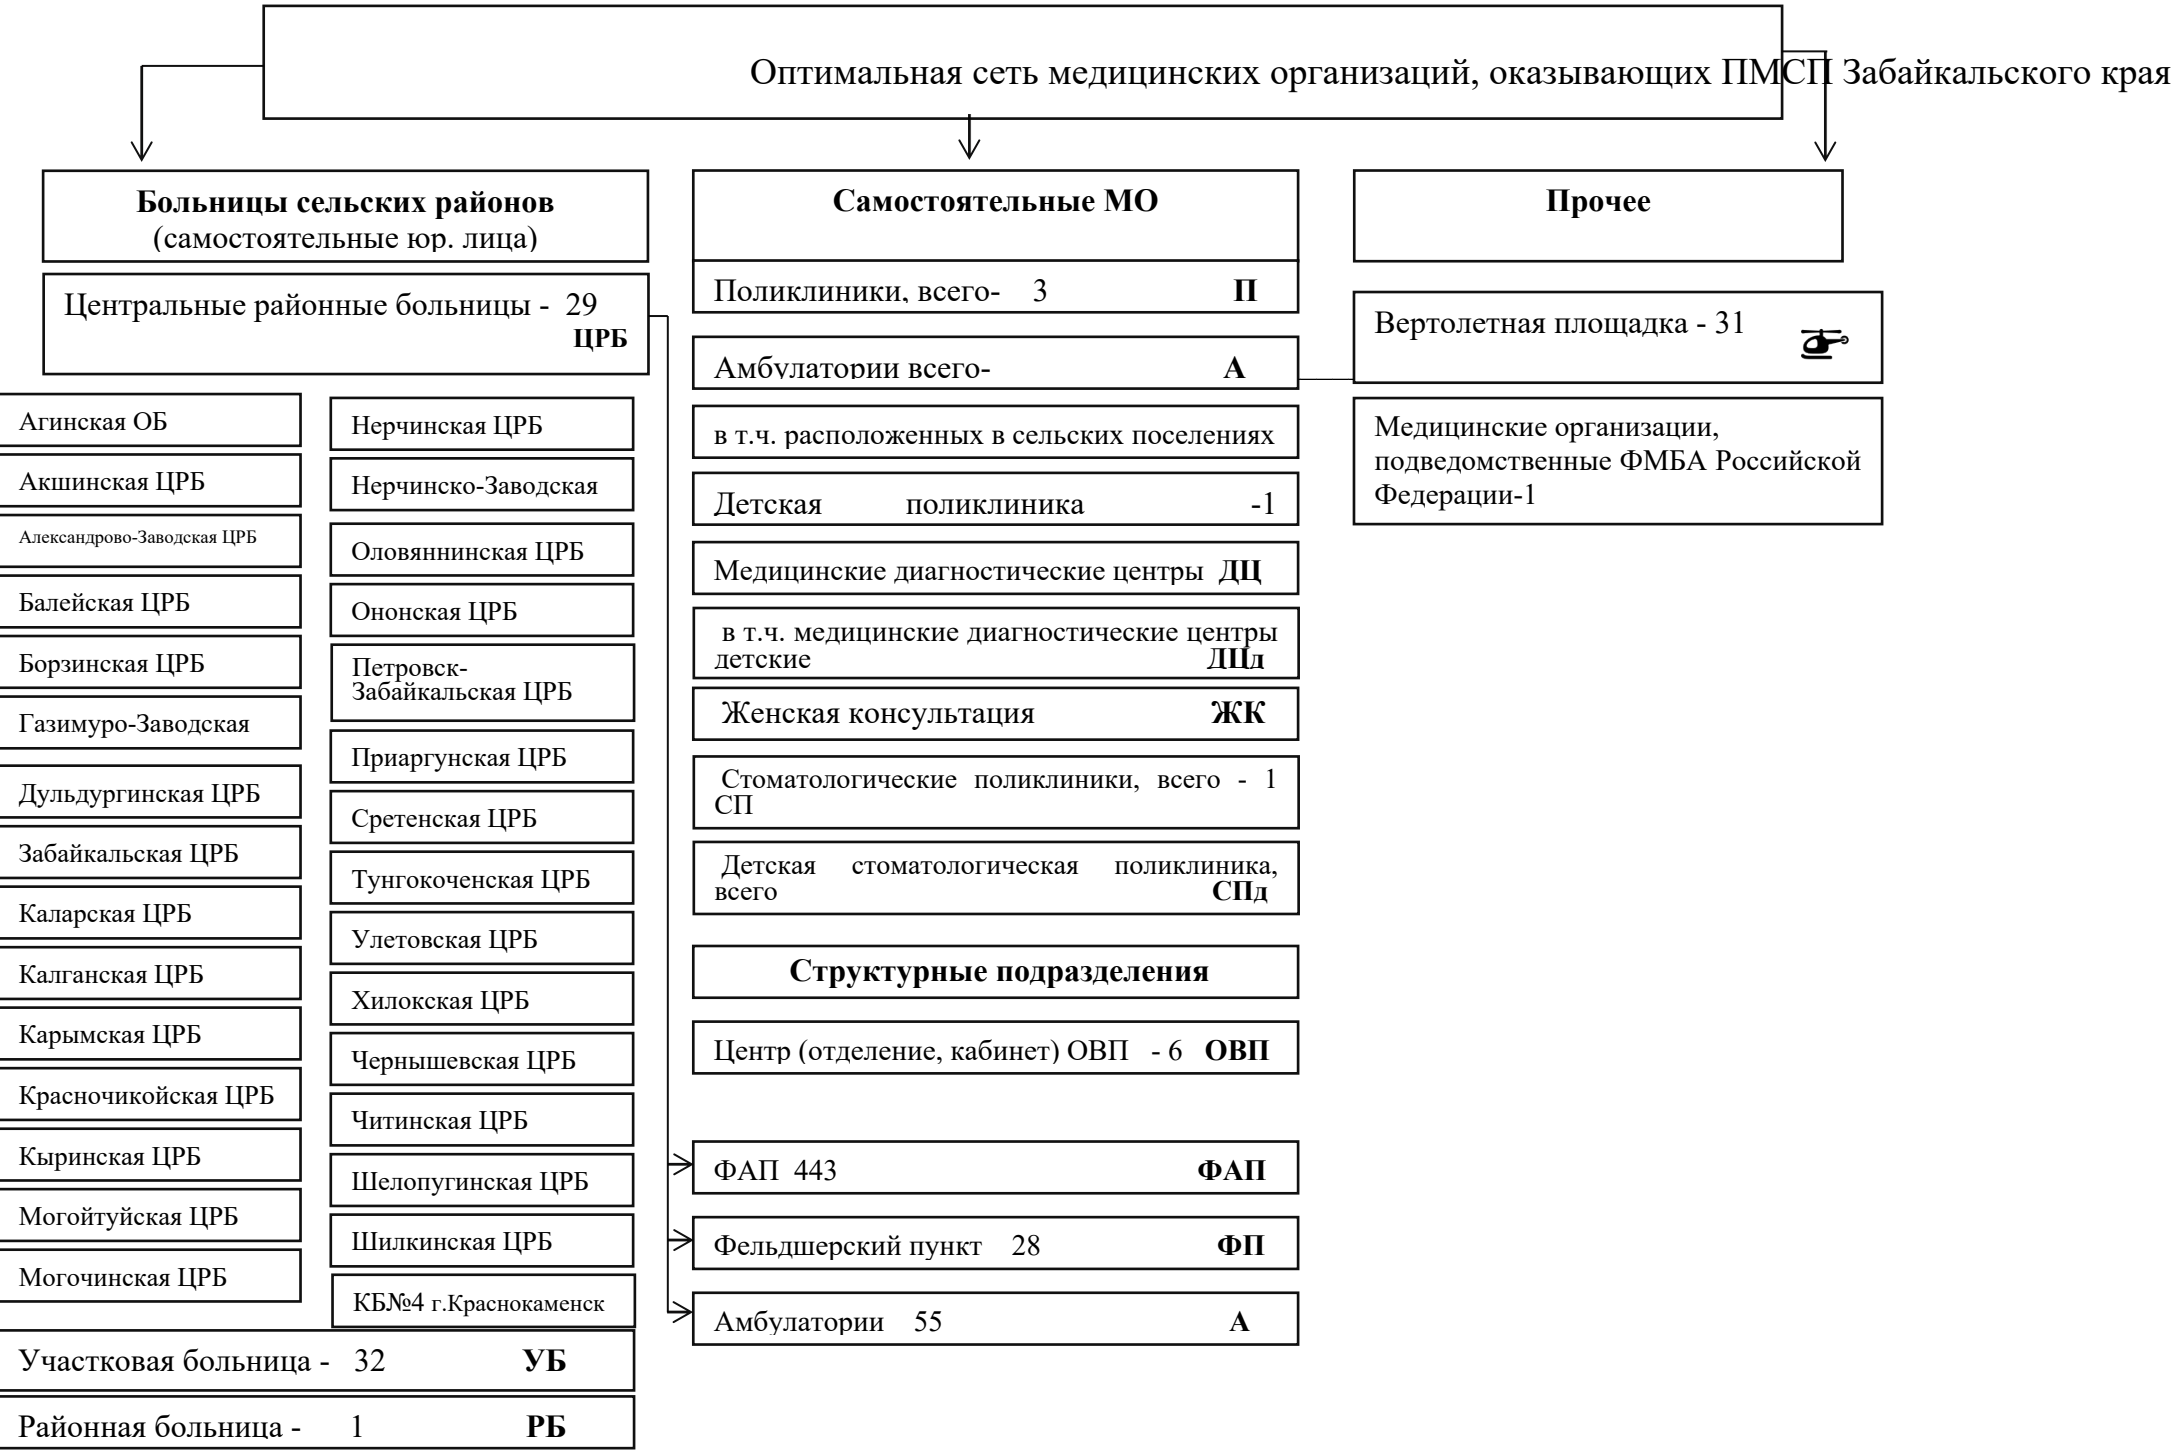 Оптимальная сеть медицинских организаций, оказывающих ПМСП Забайкальского края
Больницы сельских районов
(самостоятельные юр. лица)
Центральные районные больницы - 29
ЦРБ
Агинская ОБ
Акшинская ЦРБ
Александрово-Заводская ЦРБ
Балейская ЦРБ
Борзинская ЦРБ
Газимуро-Заводская
Дульдургинская ЦРБ
Забайкальская ЦРБ
Каларская ЦРБ
Калганская ЦРБ
Карымская ЦРБ
Красночикойская ЦРБ
Кыринская ЦРБ
Могойтуйская ЦРБ
Могочинская ЦРБ
Нерчинская ЦРБ
Нерчинско-Заводская
Оловяннинская ЦРБ
Ононская ЦРБ
Петровск-
Забайкальская ЦРБ
Приаргунская ЦРБ
Сретенская ЦРБ
Тунгокоченская ЦРБ
Улетовская ЦРБ
Хилокская ЦРБ
Чернышевская ЦРБ
Читинская ЦРБ
Шелопугинская ЦРБ
Шилкинская ЦРБ
КБ№4 г.Краснокаменск
Участковая больница - 32 УБ
Районная больница - 1 РБ
Самостоятельные МО
Поликлиники, всего- 3 П
Амбулатории всего- А
в т.ч. расположенных в сельских поселениях
Детская поликлиника -1
Медицинские диагностические центры ДЦ
в т.ч. медицинские диагностические центры
детские ДЦд
Женская консультация ЖК
Стоматологические поликлиники, всего - 1
СП
Детская стоматологическая поликлиника,
всего СПд
Структурные подразделения
Центр (отделение, кабинет) ОВП - 6 ОВП
ФАП 443 ФАП
Фельдшерский пункт 28 ФП
Амбулатории 55 А
Прочее
Вертолетная площадка - 31
Медицинские организации,
подведомственные ФМБА Российской
Федерации-1